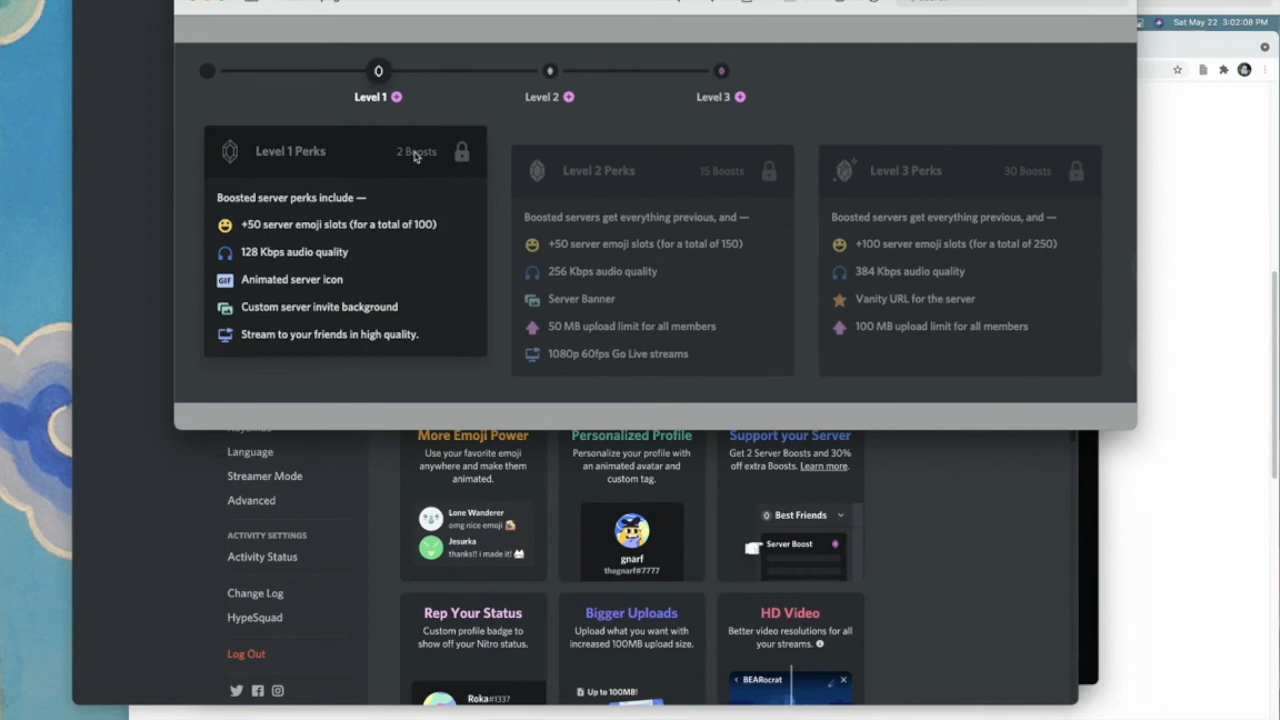 Sat May 22 3:02:08 PM
Level 1
Level 2
Level 3
Level 1 Perks
2 Boosts
Boosted server perks include —
+50 server emoji slots (for a total of 100)
128 Kbps audio quality
GIF
Animated server icon
Custom server invite background
Stream to your friends in high quality.
Level 2 Perks
15 Boosts
Boosted servers get everything previous, and —
+50 server emoji slots (for a total of 150)
256 Kbps audio quality
Server Banner
50 MB upload limit for all members
1080p 60fps Go Live streams
Level 3 Perks
30 Boosts
Boosted servers get everything previous, and —
+100 server emoji slots (for a total of 250)
384 Kbps audio quality
Vanity URL for the server
100 MB upload limit for all members
Language
Streamer Mode
Advanced
ACTIVITY SETTINGS
Activity Status
Change Log
HypeSquad
Log Out
More Emoji Power
Use your favorite emoji
anywhere and make them
animated.
Lone Wanderer
omg nice emoji
Jesurka
thanks!! i made it!
Personalized Profile
Personalize your profile with
an animated avatar and
custom tag.
gnarf
thegnarf#7777
Support your Server
Get 2 Server Boosts and 30%
off extra Boosts. Learn more.
Best Friends
Server Boost
Rep Your Status
Custom profile badge to
show off your Nitro status.
Roka#1337
Bigger Uploads
Upload what you want with
increased 100MB upload size.
Up to 100MB!
HD Video
Better video resolutions for all
your streams.
BEARocrat